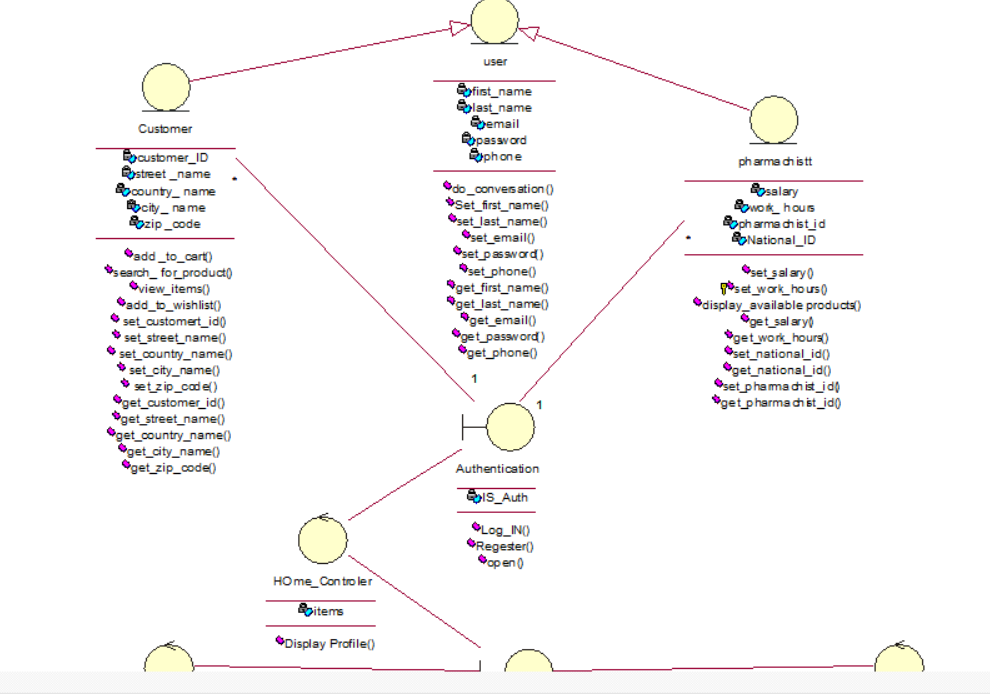 user
first_name
last_name
email
password
phone
do_conversation()
Set_first_name()
set_last_name()
set_email()
set_password()
set_phone()
get_first_name()
get_last_name()
get_email()
get_password()
get_phone()
Customer
customer_ID
street _name
country_ name
city_ name
zip _code
*
add _to_cart()
search_ for_product()
view_items()
add_to_wishlist()
set_customert_id()
set_street_name()
set_country_name()
set_city_name()
set_zip_code()
get_customer_id()
get_street_name()
get_country_name()
get_city_name()
get_zip_code()
pharmachistt
salary
work_ hours
pharmachist_id
National_ID
*
set_salary()
set_work_hours()
display_available products()
get_salary()
get_work_hours()
set_national_id()
get_national_id()
set_pharmachist_id()
get_pharmachist_id()
1
1
Authentication
IS_Auth
Log_IN()
Regester()
open()
HOme_Controler
items
Display Profile()